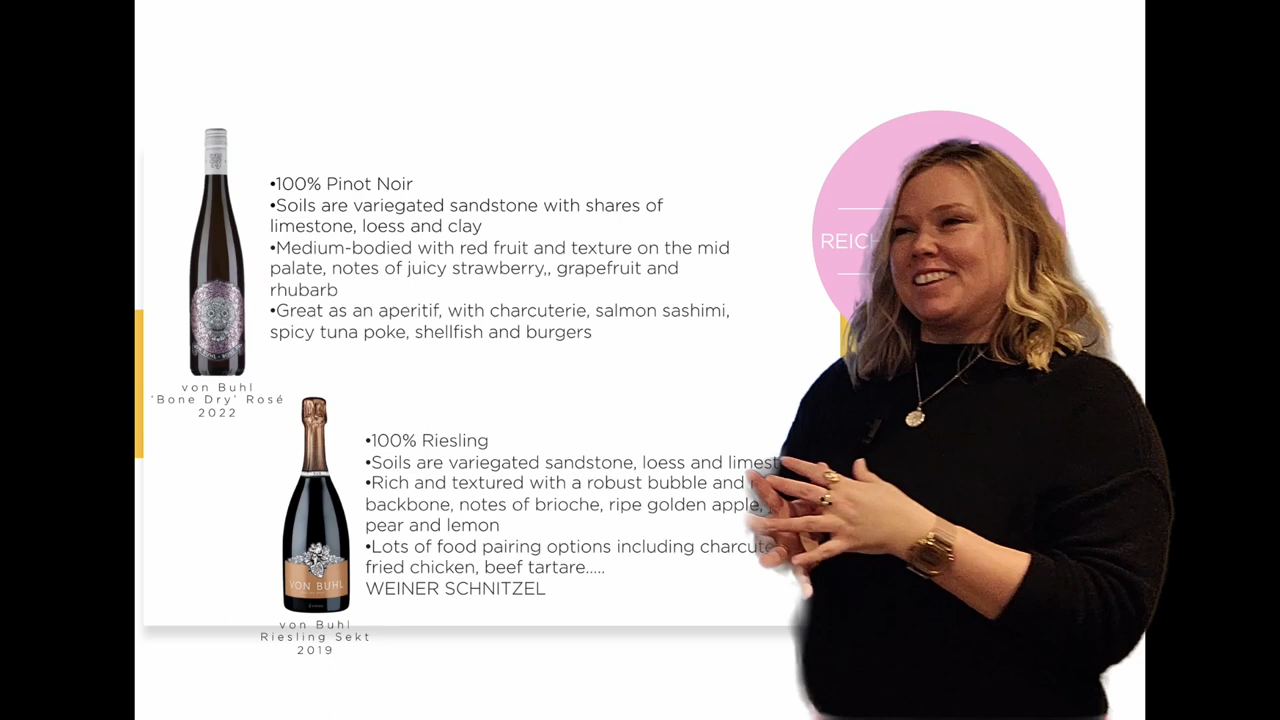 •100% Pinot Noir
•Soils are variegated sandstone with shares of
limestone, loess and clay
•Medium-bodied with red fruit and texture on the mid
palate, notes of juicy strawberry,, grapefruit and
rhubarb
•Great as an aperitif, with charcuterie, salmon sashimi,
spicy tuna poke, shellfish and burgers
von Buhl
'Bone Dry' Rosé
2022
REICH
•100% Riesling
•Soils are variegated sandstone, loess and limest
•Rich and textured with a robust bubble and
backbone, notes of brioche, ripe golden apple,
pear and lemon
•Lots of food pairing options including charcute
fried chicken, beef tartare.....
WEINER SCHNITZEL
VON BUHL
von Buhl
Riesling Sekt
2019